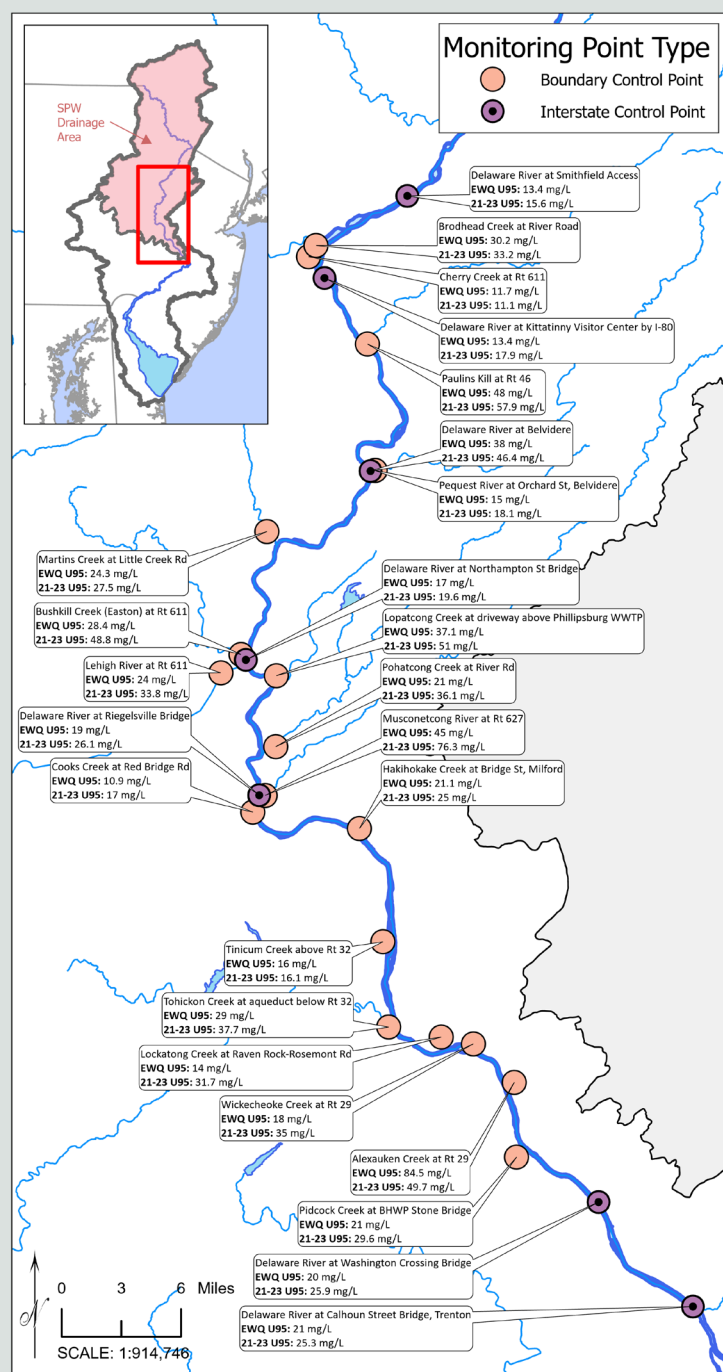 Monitoring Point Type
Boundary Control Point
Interstate Control Point
SPW
Drainage
Area
Delaware River at Smithfield Access
EWQ U95: 13.4 mg/L
21-23 U95: 15.6 mg/L
Brodhead Creek at River Road
EWQ U95: 30.2 mg/L
21-23 U95: 33.2 mg/L
Cherry Creek at Rt 611
EWQ U95: 11.7 mg/L
21-23 U95: 11.1 mg/L
Delaware River at Kittatinny Visitor Center by I-80
EWQ U95: 13.4 mg/L
21-23 U95: 17.9 mg/L
Paulins Kill at Rt 46
EWQ U95: 48 mg/L
21-23 U95: 57.9 mg/L
Delaware River at Belvidere
EWQ U95: 38 mg/L
21-23 U95: 46.4 mg/L
Pequest River at Orchard St, Belvidere
EWQ U95: 15 mg/L
21-23 U95: 18.1 mg/L
Martins Creek at Little Creek Rd
EWQ U95: 24.3 mg/L
21-23 U95: 27.5 mg/L
Delaware River at Northampton St Bridge
EWQ U95: 17 mg/L
21-23 U95: 19.6 mg/L
Bushkill Creek (Easton) at Rt 611
EWQ U95: 28.4 mg/L
21-23 U95: 48.8 mg/L
Lopatcong Creek at driveway above Phillipsburg WWTP
EWQ U95: 37.1 mg/L
21-23 U95: 51 mg/L
Lehigh River at Rt 611
EWQ U95: 24 mg/L
21-23 U95: 33.8 mg/L
Pohatcong Creek at River Rd
EWQ U95: 21 mg/L
21-23 U95: 36.1 mg/L
Delaware River at Riegelsville Bridge
EWQ U95: 19 mg/L
21-23 U95: 26.1 mg/L
Musconetcong River at Rt 627
EWQ U95: 45 mg/L
21-23 U95: 76.3 mg/L
Cooks Creek at Red Bridge Rd
EWQ U95: 10.9 mg/L
21-23 U95: 17 mg/L
Hakihokake Creek at Bridge St, Milford
EWQ U95: 21.1 mg/L
21-23 U95: 25 mg/L
Tinicum Creek above Rt 32
EWQ U95: 16 mg/L
21-23 U95: 16.1 mg/L
Tohickon Creek at aqueduct below Rt 32
EWQ U95: 29 mg/L
21-23 U95: 37.7 mg/L
Lockatong Creek at Raven Rock-Rosemont Rd
EWQ U95: 14 mg/L
21-23 U95: 31.7 mg/L
Wickecheoke Creek at Rt 29
EWQ U95: 18 mg/L
21-23 U95: 35 mg/L
Alexauken Creek at Rt 29
EWQ U95: 84.5 mg/L
21-23 U95: 49.7 mg/L
Pidcock Creek at BHWP Stone Bridge
EWQ U95: 21 mg/L
21-23 U95: 29.6 mg/L
Delaware River at Washington Crossing Bridge
EWQ U95: 20 mg/L
21-23 U95: 25.9 mg/L
Delaware River at Calhoun Street Bridge, Trenton
EWQ U95: 21 mg/L
21-23 U95: 25.3 mg/L
N
0 3 6 Miles
SCALE: 1:914,746